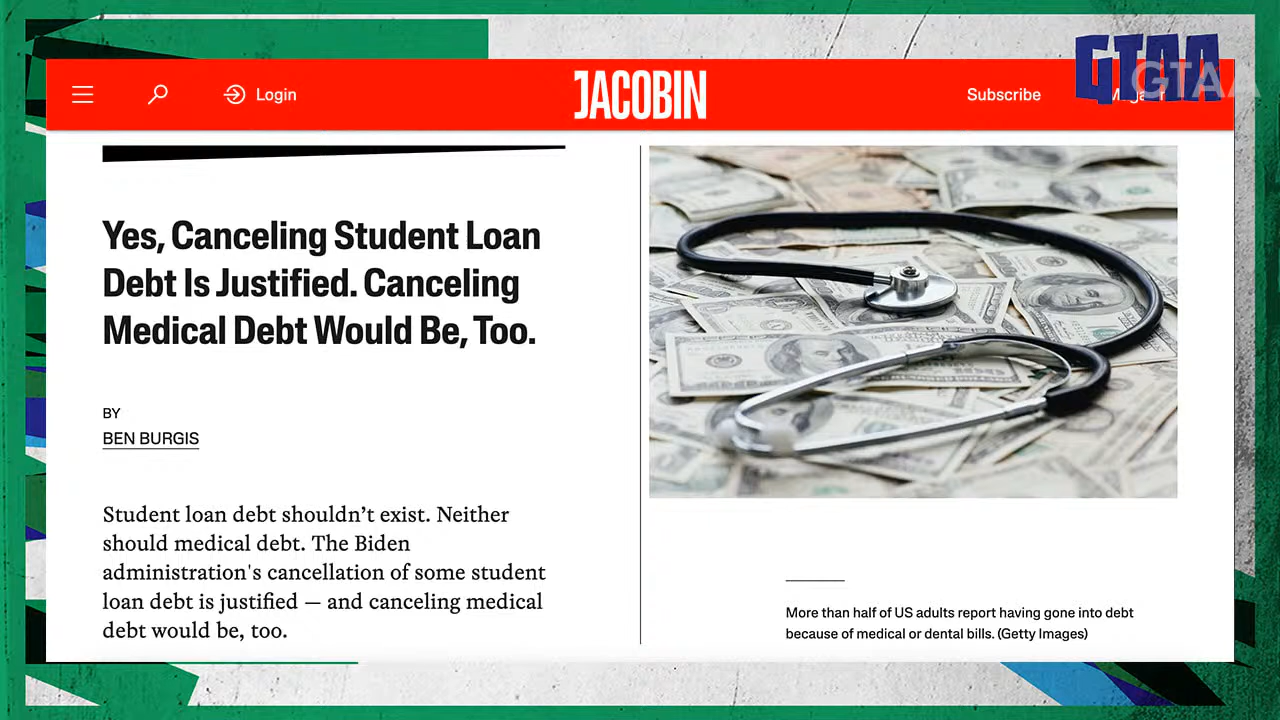 Login
JACOBIN
Subscribe
GTAA
GTAA
Yes, Canceling Student Loan
Debt Is Justified. Canceling
Medical Debt Would Be, Too.
BY
BEN BURGIS
Student loan debt shouldn't exist. Neither
should medical debt. The Biden
administration's cancellation of some student
loan debt is justified — and canceling medical
debt would be, too.
More than half of US adults report having gone into debt
because of medical or dental bills. (Getty Images)